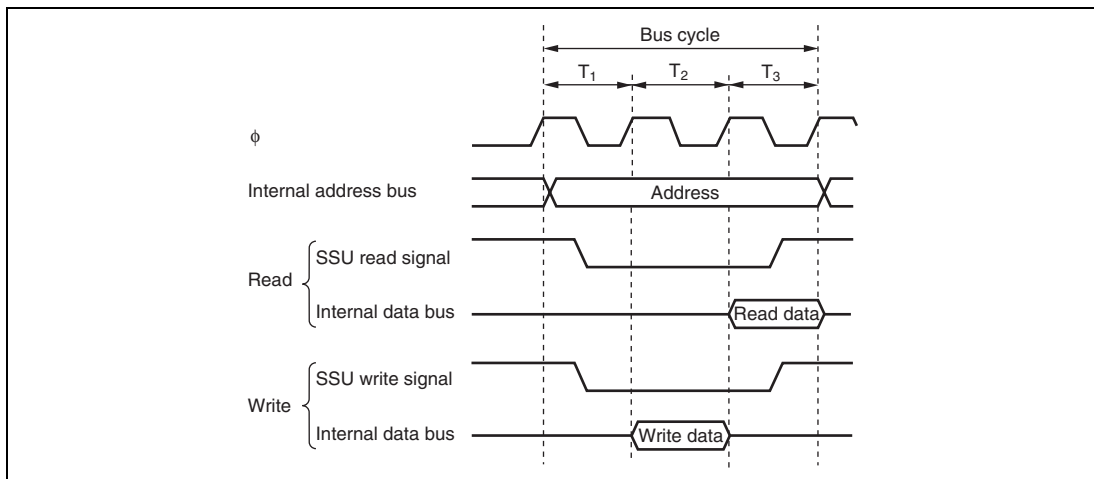 Bus cycle
T₁ T₂ T₃
ϕ
Internal address bus Address
SSU read signal
Read
Internal data bus Read data
SSU write signal
Write
Internal data bus Write data